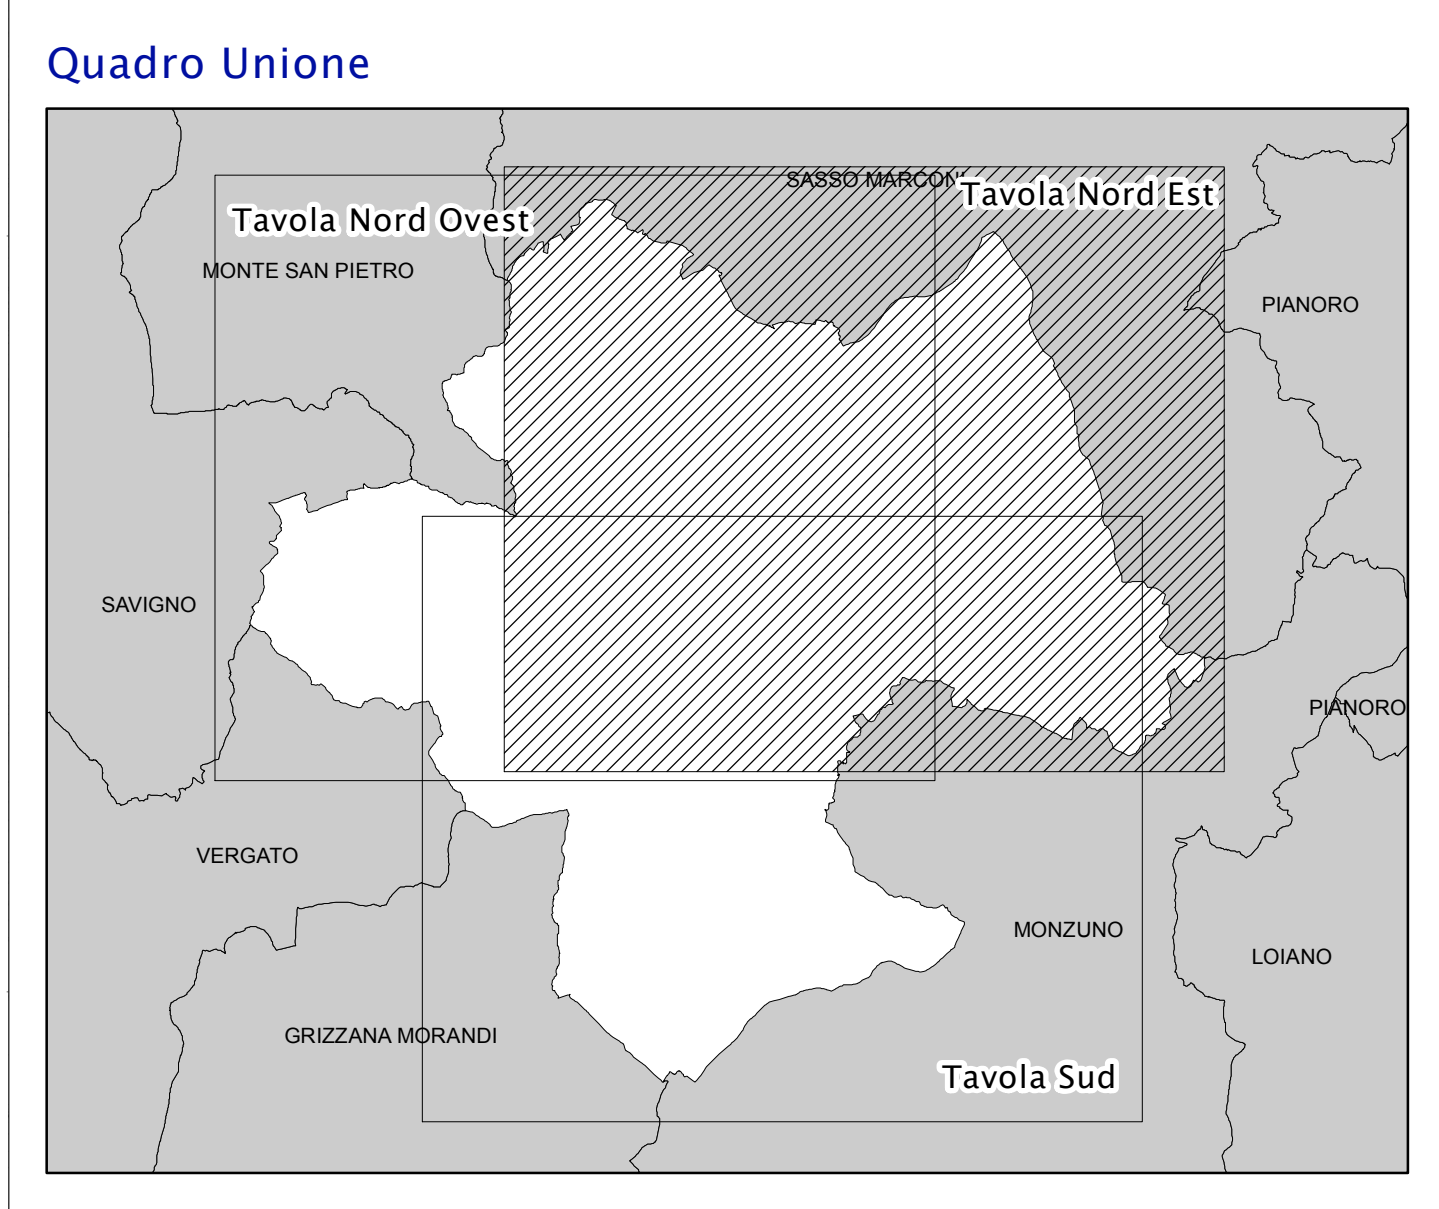 Quadro Unione
SASSO MARCONI
Tavola Nord Est
Tavola Nord Ovest
MONTE SAN PIETRO
PIANORO
SAVIGNO
PIANORO
VERGATO
MONZUNO
LOIANO
GRIZZANA MORANDI
Tavola Sud